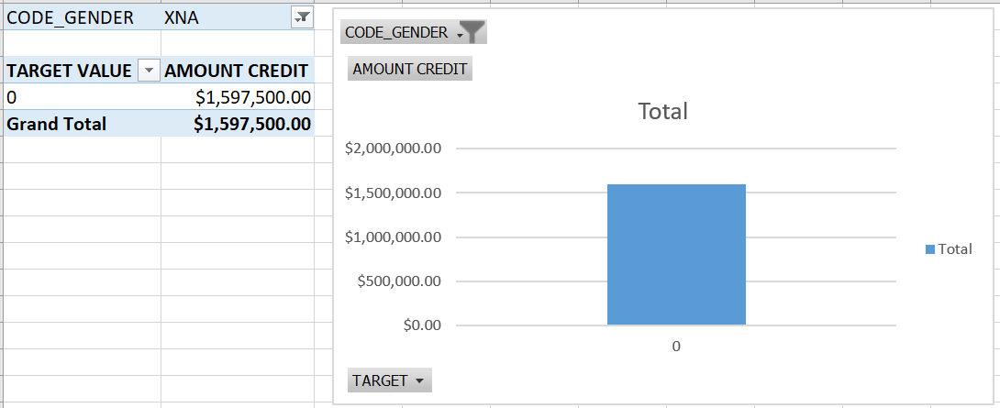 CODE_GENDER XNA
TARGET VALUE AMOUNT CREDIT
0 $1,597,500.00
Grand Total $1,597,500.00
CODE_GENDER
AMOUNT CREDIT
Total
$2,000,000.00
$1,500,000.00
$1,000,000.00
$500,000.00
$0.00
0
Total
TARGET